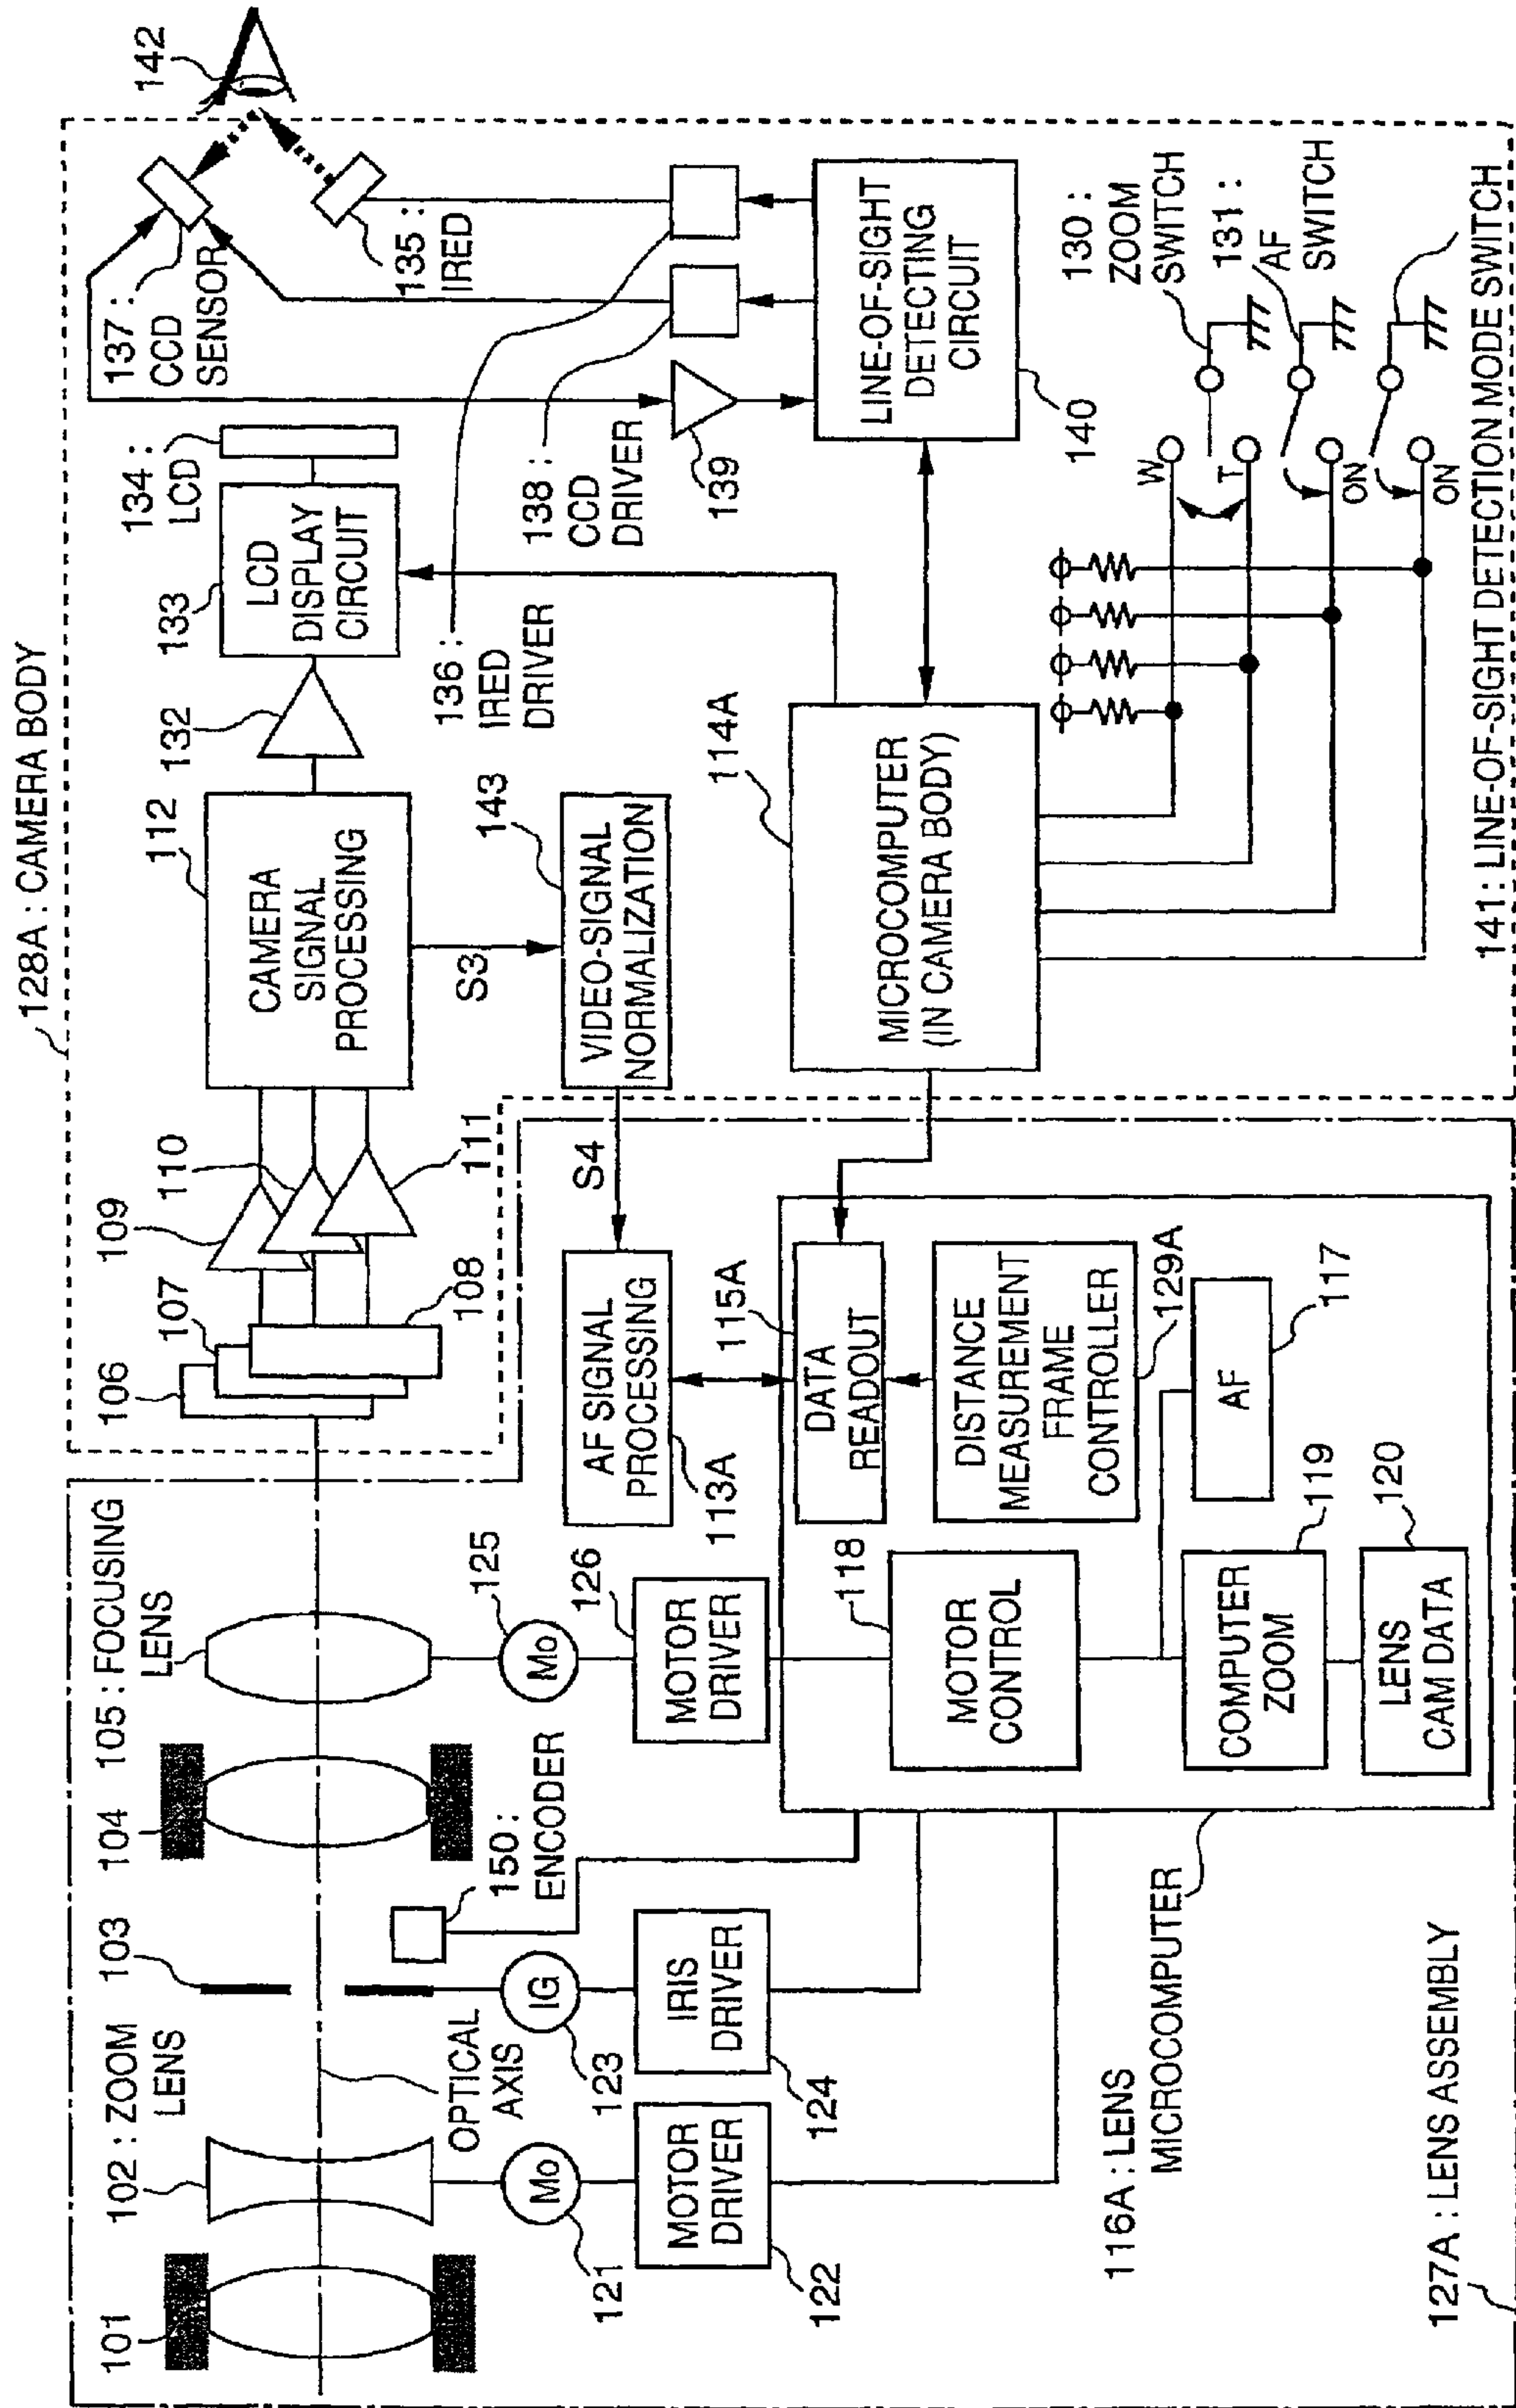 128A : CAMERA BODY
101
102 : ZOOM
LENS
103
104
105 : FOCUSING
LENS
106
107
108
109
110
111
112
CAMERA
SIGNAL
PROCESSING
132
133
LCD
DISPLAY
CIRCUIT
134 :
LCD
137 :
CCD
SENSOR
142
135 : IRED
OPTICAL
AXIS
150 :
ENCODER
Mo
121
IG
123
Mo
125
MOTOR
DRIVER
122
IRIS
DRIVER
124
MOTOR
DRIVER
126
AF SIGNAL
PROCESSING
113A
S4
S3
VIDEO-SIGNAL
NORMALIZATION
143
136 :
IRED
DRIVER
138 :
CCD
DRIVER
139
LINE-OF-SIGHT
DETECTING
CIRCUIT
140
MICROCOMPUTER
(IN CAMERA BODY)
114A
115A
DATA
READOUT
DISTANCE
MEASUREMENT
FRAME
CONTROLLER
129A
118
MOTOR
CONTROL
AF
117
COMPUTER
ZOOM
119
LENS
CAM DATA
120
116A : LENS
MICROCOMPUTER
127A : LENS ASSEMBLY
W
T
ON
ON
130 :
ZOOM
SWITCH
131 :
AF
SWITCH
141: LINE-OF-SIGHT DETECTION MODE SWITCH